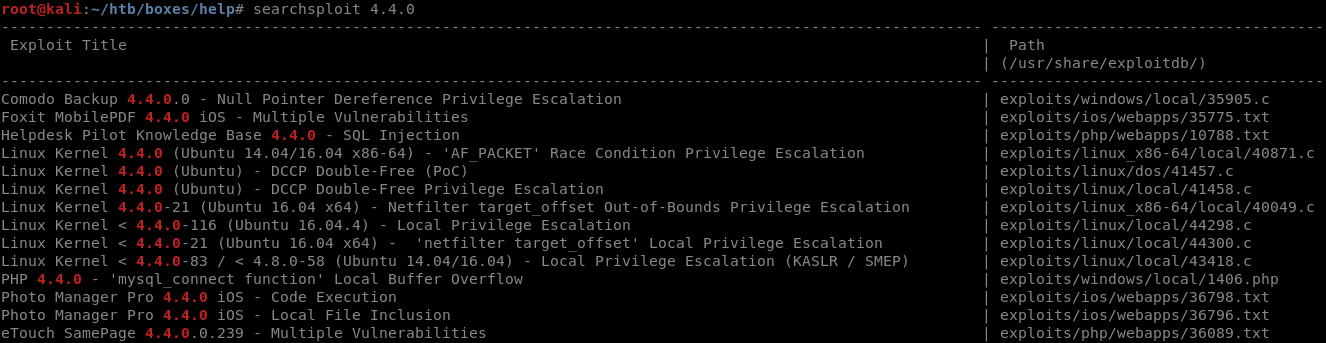 root@kali:~/htb/boxes/help# searchsploit 4.4.0
--------------------------------------------------------------------------------------------------------------- --------------------------------------
 Exploit Title                                                                                                 |  Path
                                                                                                               | (/usr/share/exploitdb/)
--------------------------------------------------------------------------------------------------------------- --------------------------------------
Comodo Backup 4.4.0.0 - Null Pointer Dereference Privilege Escalation                                          | exploits/windows/local/35905.c
Foxit MobilePDF 4.4.0 iOS - Multiple Vulnerabilities                                                           | exploits/ios/webapps/35775.txt
Helpdesk Pilot Knowledge Base 4.4.0 - SQL Injection                                                            | exploits/php/webapps/10788.txt
Linux Kernel 4.4.0 (Ubuntu 14.04/16.04 x86-64) - 'AF_PACKET' Race Condition Privilege Escalation               | exploits/linux_x86-64/local/40871.c
Linux Kernel 4.4.0 (Ubuntu) - DCCP Double-Free (PoC)                                                           | exploits/linux/dos/41457.c
Linux Kernel 4.4.0 (Ubuntu) - DCCP Double-Free Privilege Escalation                                            | exploits/linux/local/41458.c
Linux Kernel 4.4.0-21 (Ubuntu 16.04 x64) - Netfilter target_offset Out-of-Bounds Privilege Escalation          | exploits/linux_x86-64/local/40049.c
Linux Kernel < 4.4.0-116 (Ubuntu 16.04.4) - Local Privilege Escalation                                         | exploits/linux/local/44298.c
Linux Kernel < 4.4.0-21 (Ubuntu 16.04 x64) -  'netfilter target_offset' Local Privilege Escalation             | exploits/linux/local/44300.c
Linux Kernel < 4.4.0-83 / < 4.8.0-58 (Ubuntu 14.04/16.04) - Local Privilege Escalation (KASLR / SMEP)          | exploits/linux/local/43418.c
PHP 4.4.0 - 'mysql_connect function' Local Buffer Overflow                                                     | exploits/windows/local/1406.php
Photo Manager Pro 4.4.0 iOS - Code Execution                                                                   | exploits/ios/webapps/36798.txt
Photo Manager Pro 4.4.0 iOS - Local File Inclusion                                                             | exploits/ios/webapps/36796.txt
eTouch SamePage 4.4.0.0.239 - Multiple Vulnerabilities                                                         | exploits/php/webapps/36089.txt